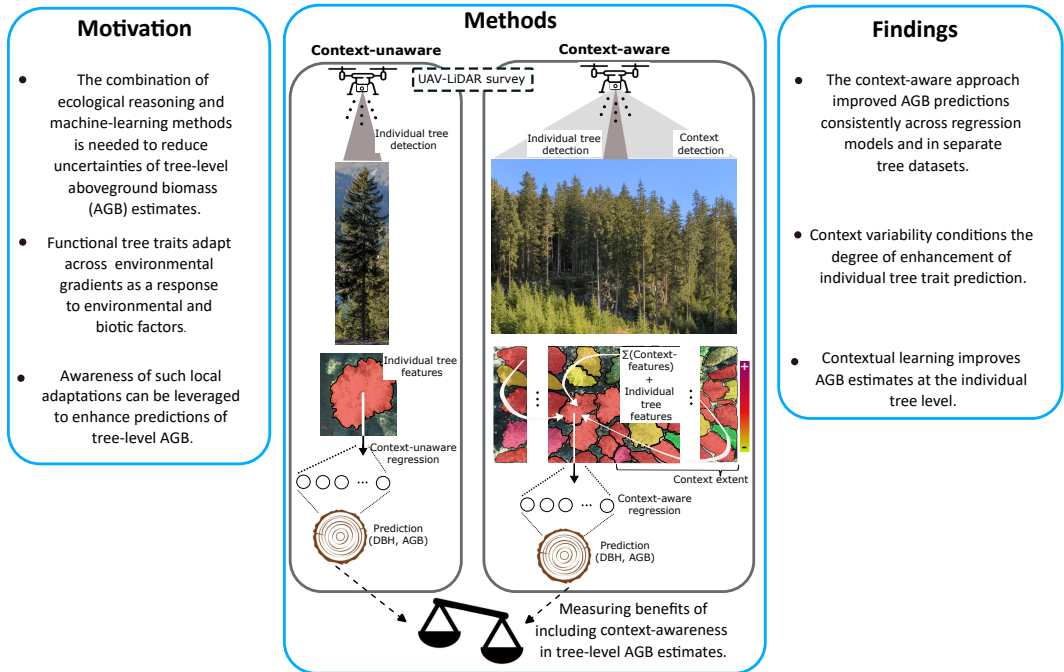 Motivation
The combination of
ecological reasoning and
machine-learning methods
is needed to reduce
uncertainties of tree-level
aboveground biomass
(AGB) estimates.
Functional tree traits adapt
across environmental
gradients as a response
to environmental and
biotic factors.
Awareness of such local
adaptations can be leveraged
to enhance predictions of
tree-level AGB.
Methods
Context-unaware
Context-aware
UAV-LiDAR survey
Individual tree
detection
Individual tree
detection
Context
detection
Individual tree
features
Σ(Context-
features)
+
Individual
tree
features
+
-
Context-unaware
regression
Context extent
...
Context-aware
regression
...
Prediction
(DBH, AGB)
Prediction
(DBH, AGB)
Measuring benefits of
including context-awareness
in tree-level AGB estimates.
Findings
The context-aware approach
improved AGB predictions
consistently across regression
models and in separate
tree datasets.
Context variability conditions the
degree of enhancement of
individual tree trait prediction.
Contextual learning improves
AGB estimates at the individual
tree level.